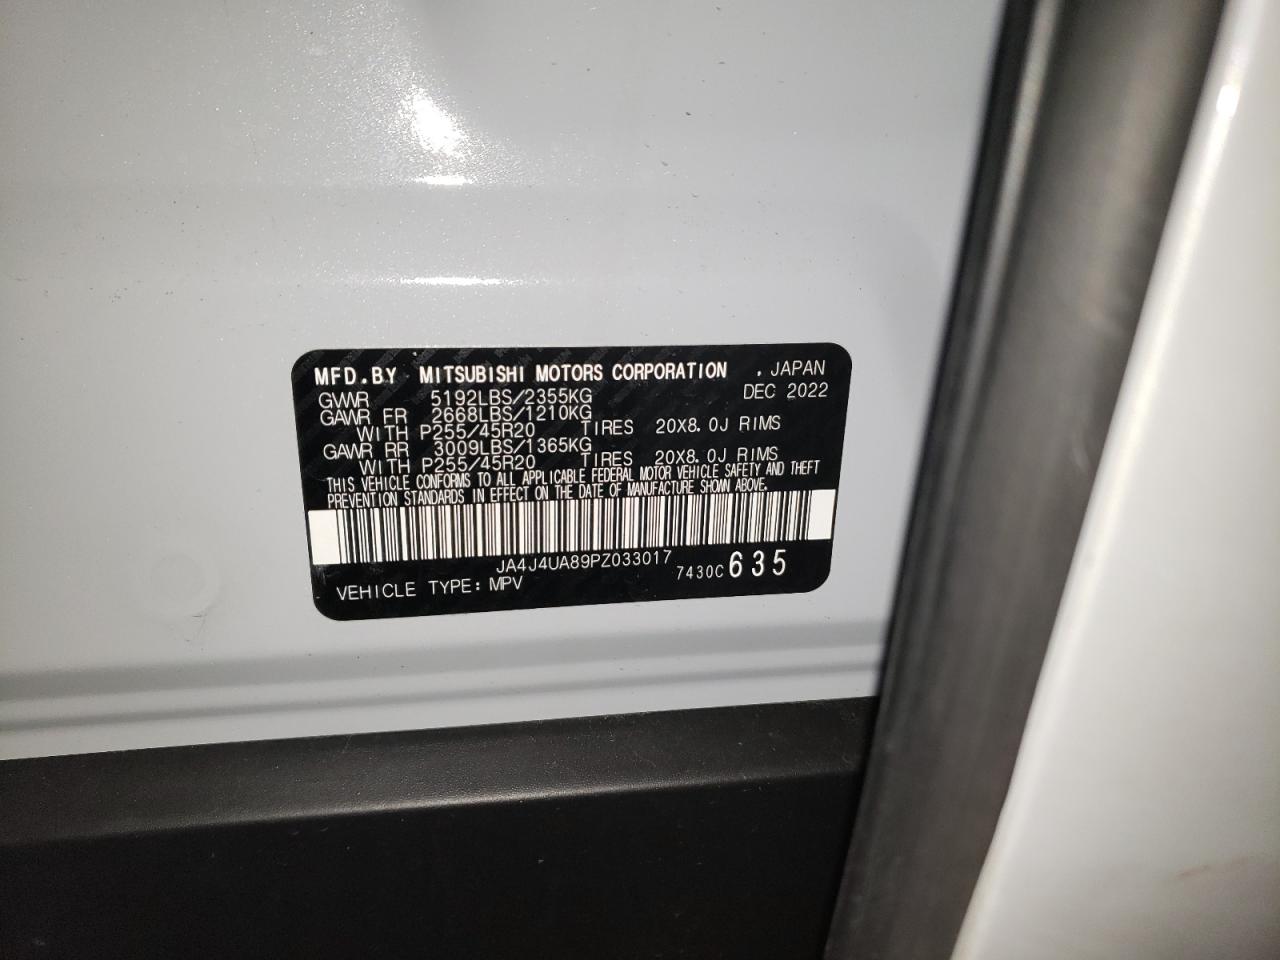 MFD.BY MITSUBISHI MOTORS CORPORATION , JAPAN
DEC 2022
GVWR 5192LBS/2355KG
GAWR FR 2668LBS/1210KG
WITH P255/45R20 TIRES 20X8.0J RIMS
GAWR RR 3009LBS/1365KG
WITH P255/45R20 TIRES 20X8.0J RIMS
THIS VEHICLE CONFORMS TO ALL APPLICABLE FEDERAL MOTOR VEHICLE SAFETY AND THEFT
PREVENTION STANDARDS IN EFFECT ON THE DATE OF MANUFACTURE SHOWN ABOVE.
JA4J4UA89PZ033017
7430C635
VEHICLE TYPE: MPV